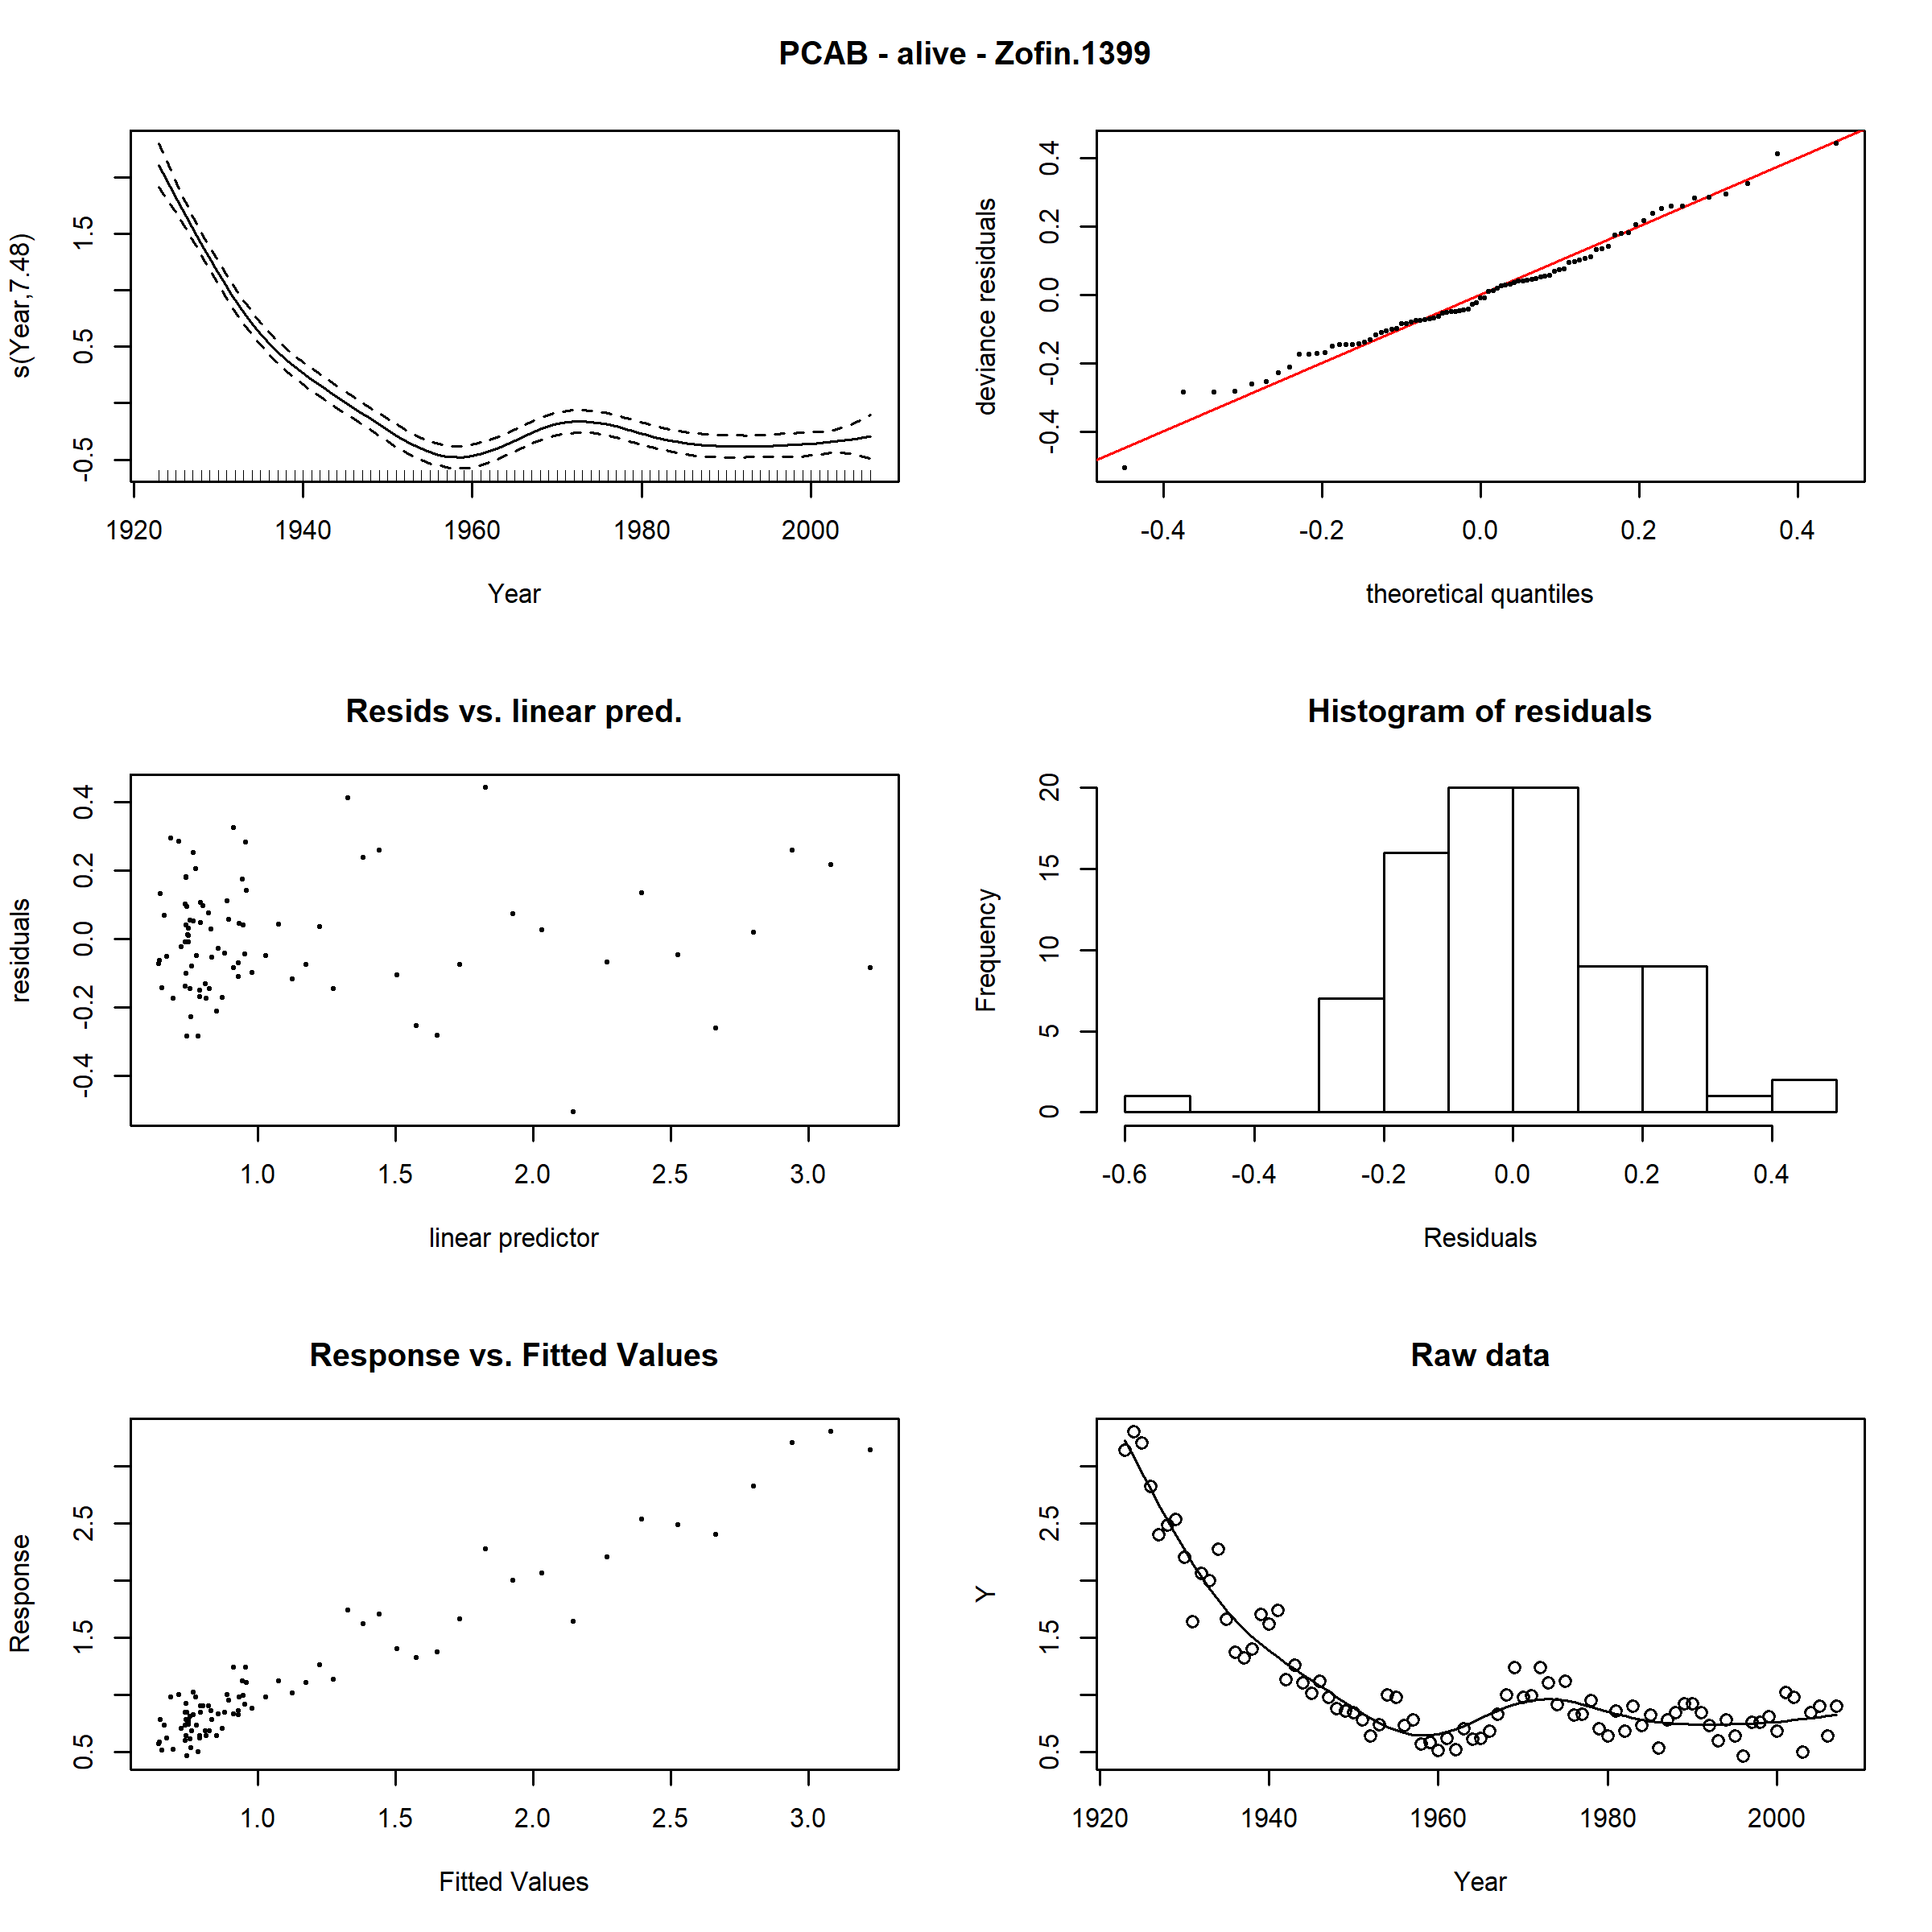 PCAB - alive - Zofin.1399
s(Year,7.48)
-0.5 0.5 1.5
1920 1940 1960 1980 2000
Year
deviance residuals
-0.4 -0.2 0.0 0.2 0.4
-0.4 -0.2 0.0 0.2 0.4
theoretical quantiles
Resids vs. linear pred.
residuals
-0.4 -0.2 0.0 0.2 0.4
1.0 1.5 2.0 2.5 3.0
linear predictor
Histogram of residuals
Frequency
0 5 10 15 20
-0.6 -0.4 -0.2 0.0 0.2 0.4
Residuals
Response vs. Fitted Values
Response
0.5 1.5 2.5
1.0 1.5 2.0 2.5 3.0
Fitted Values
Raw data
Y
0.5 1.5 2.5
1920 1940 1960 1980 2000
Year